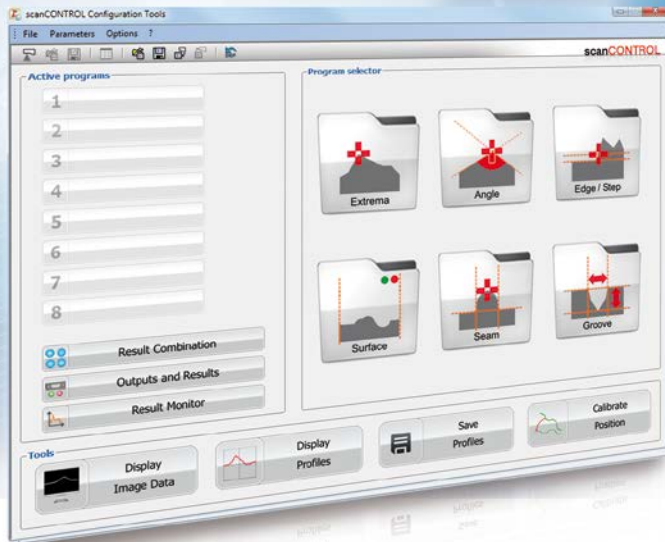 scanCONTROL Configuration Tools
File Parameters Options ?
scanCONTROL
Active programs
1
2
3
4
5
6
7
8
Result Combination
Outputs and Results
Result Monitor
Program selector
Extrema
Angle
Edge / Step
Surface
Seam
Groove
Tools
Display
Image Data
Display
Profiles
Save
Profiles
Calibrate
Position